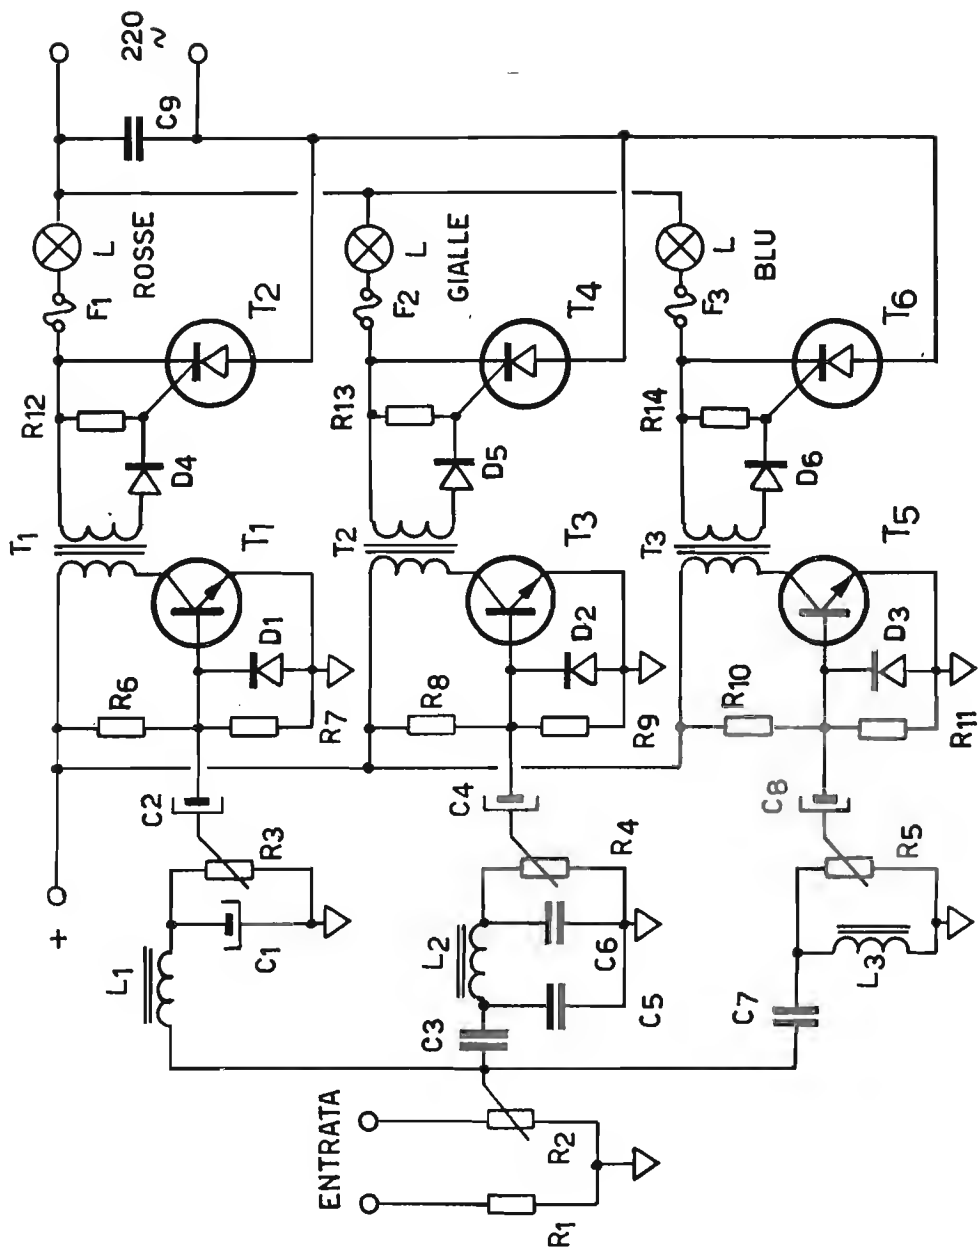 220
~
C9
L
ROSSE
F1
T2
R12
D4
T1
T1
R6
D1
R7
C2
R3
+
L1
C1
L
GIALLE
F2
T4
R13
D5
T2
T3
R8
D2
R9
C4
R4
L2
C6
C3
C5
L
BLU
F3
T6
R14
D6
T3
T5
R10
D3
R11
C8
R5
L3
C7
ENTRATA
R2
R1